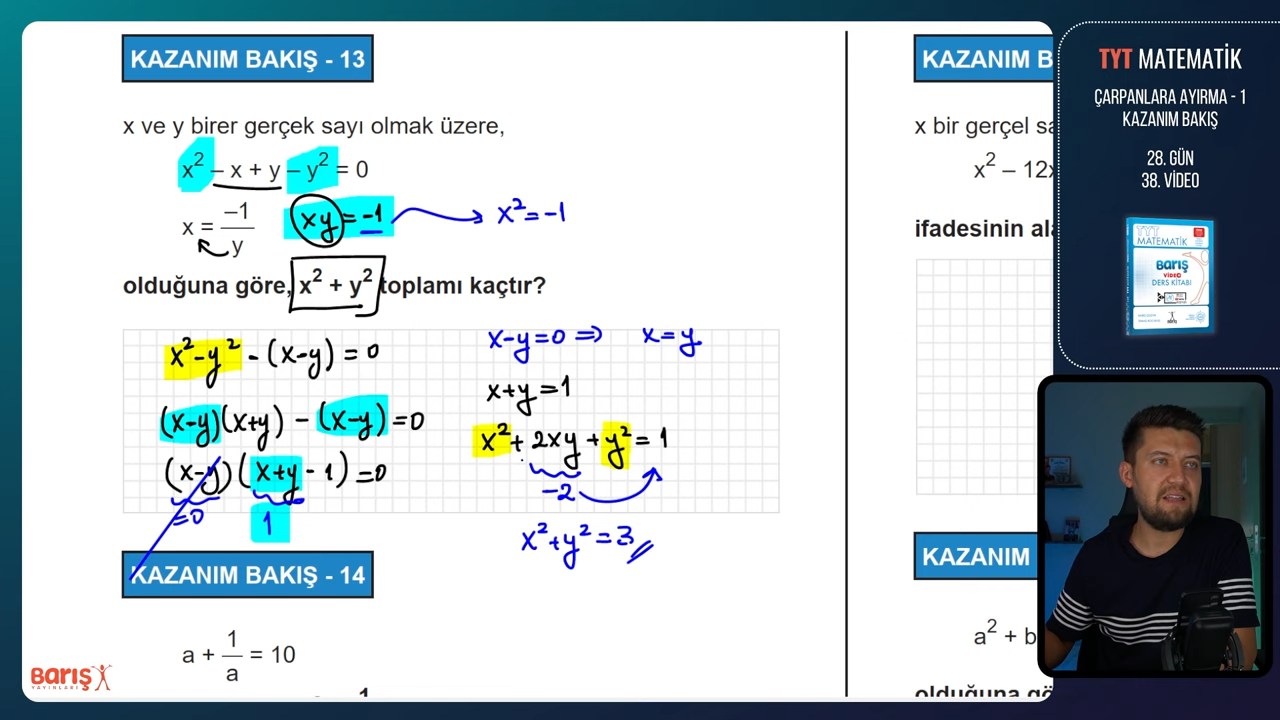 KAZANIM BAKIŞ - 13
x ve y birer gerçek sayı olmak üzere,
x² – x + y – y² = 0
x = –1/y
xy = -1
x² = -1
olduğuna göre, x² + y² toplamı kaçtır?
x² - y² - (x-y) = 0
(x-y)(x+y) - (x-y) = 0
(x-y)(x+y - 1) = 0
=0
1
x-y=0 ⇒ x=y
x+y=1
x² + 2xy + y² = 1
-2
x²+y² = 3
KAZANIM BAKIŞ - 14
a + 1/a = 10
1
KAZANIM B
x bir gerçel sa
x² – 12x
ifadesinin al
KAZANIM
a² + b
olduğuna gö
TYT MATEMATİK
ÇARPANLARA AYIRMA - 1
KAZANIM BAKIŞ
28. GÜN
38. VİDEO
TYT
MATEMATİK
BARIŞ
VİDEO
DERS KİTABI
BARIŞ
YAYINLARI